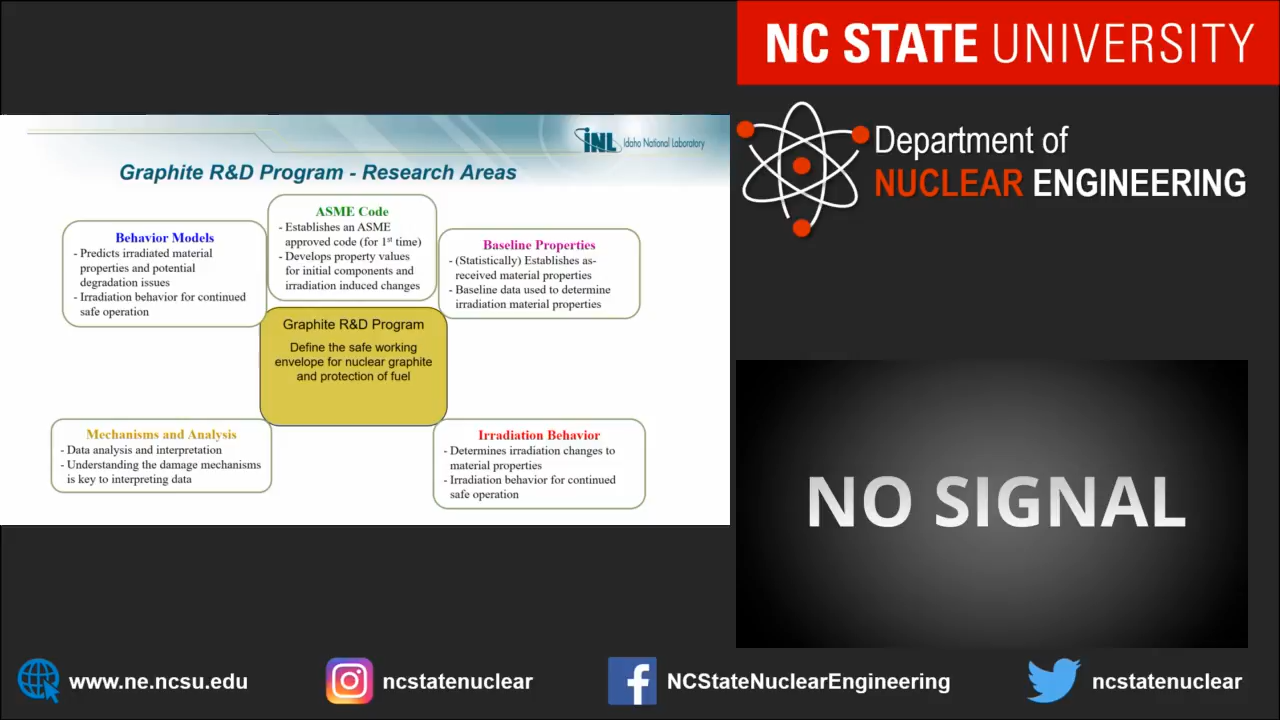 NC STATE UNIVERSITY
Department of
NUCLEAR ENGINEERING
INL Idaho National Laboratory
Graphite R&D Program - Research Areas
ASME Code
- Establishes an ASME
approved code (for 1st time)
- Develops property values
for initial components and
irradiation induced changes
Behavior Models
- Predicts irradiated material
properties and potential
degradation issues
- Irradiation behavior for continued
safe operation
Baseline Properties
- (Statistically) Establishes as-
received material properties
- Baseline data used to determine
irradiation material properties
Graphite R&D Program
Define the safe working
envelope for nuclear graphite
and protection of fuel
Mechanisms and Analysis
- Data analysis and interpretation
- Understanding the damage mechanisms
is key to interpreting data
Irradiation Behavior
- Determines irradiation changes to
material properties
- Irradiation behavior for continued
safe operation
NO SIGNAL
www.ne.ncsu.edu
ncstatenuclear
NCStateNuclearEngineering
ncstatenuclear